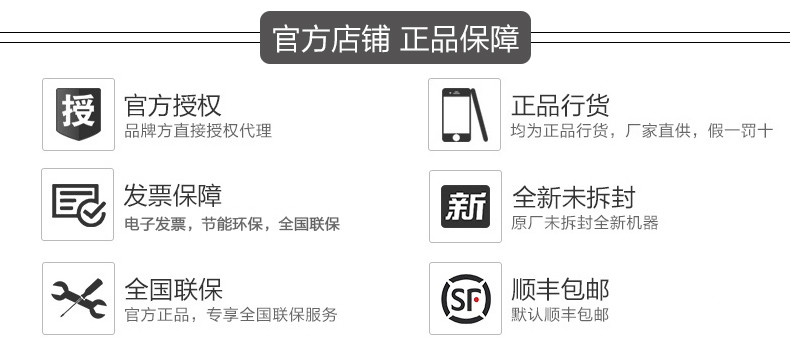 官方店铺 正品保障
授
官方授权
品牌方直接授权代理
正品行货
均为正品行货，厂家直供，假一罚十
发票保障
电子发票，节能环保，全国联保
新
全新未拆封
原厂未拆封全新机器
全国联保
官方正品，专享全国联保服务
SF
顺丰包邮
默认顺丰包邮